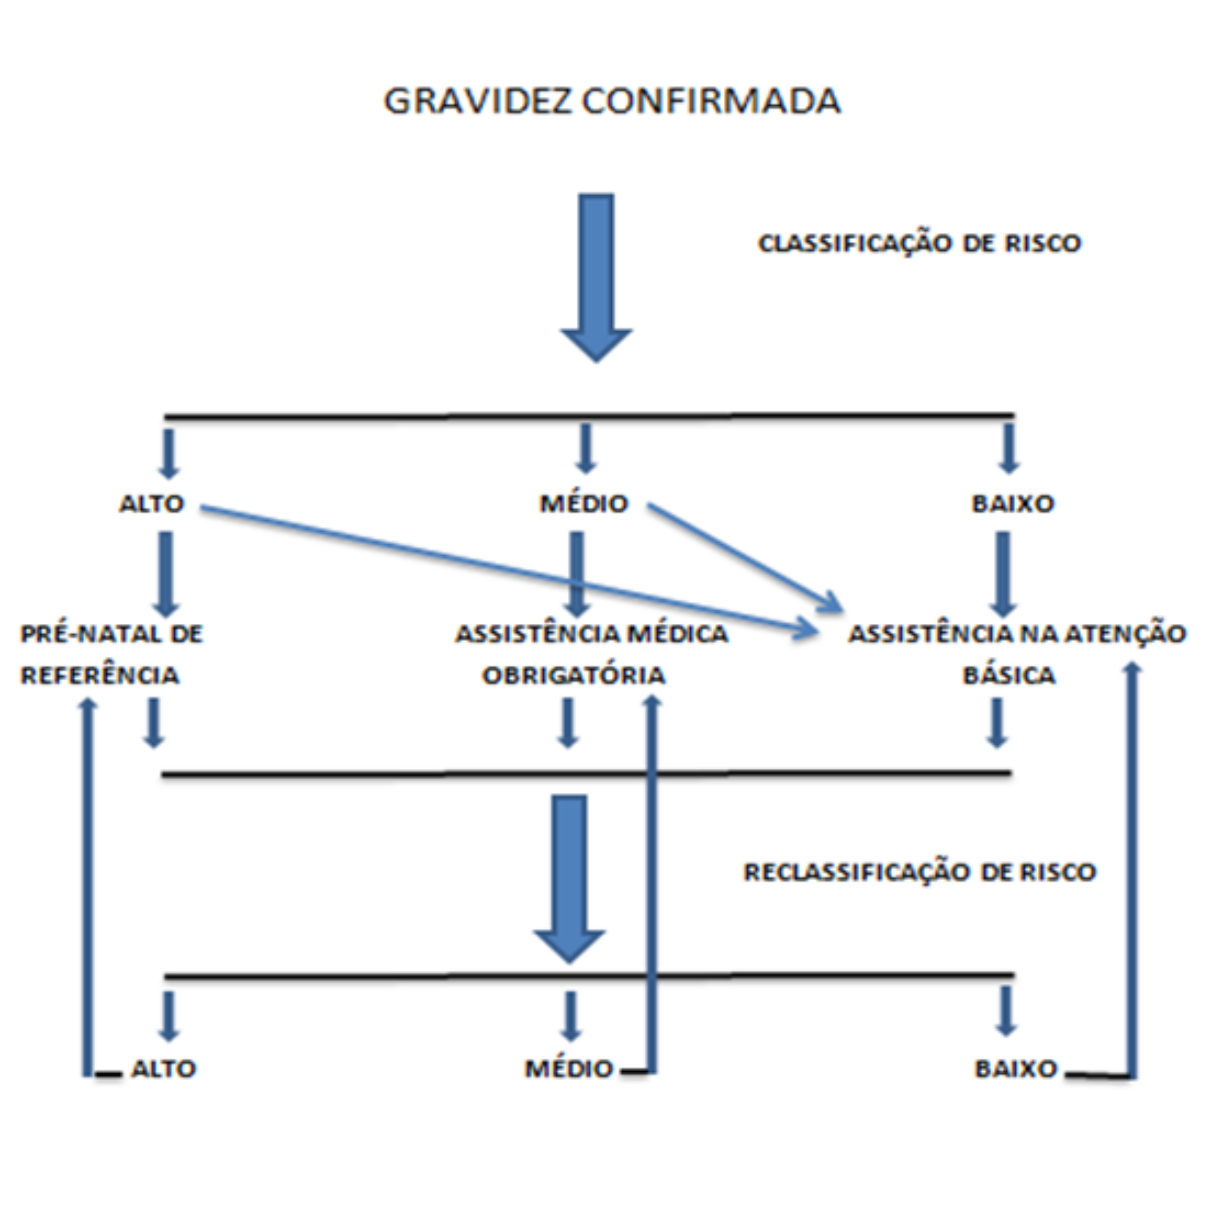 GRAVIDEZ CONFIRMADA
CLASSIFICAÇÃO DE RISCO
ALTO
MÉDIO
BAIXO
PRÉ-NATAL DE
REFERÊNCIA
ASSISTÊNCIA MÉDICA
OBRIGATÓRIA
ASSISTÊNCIA NA ATENÇÃO
BÁSICA
RECLASSIFICAÇÃO DE RISCO
ALTO
MÉDIO
BAIXO